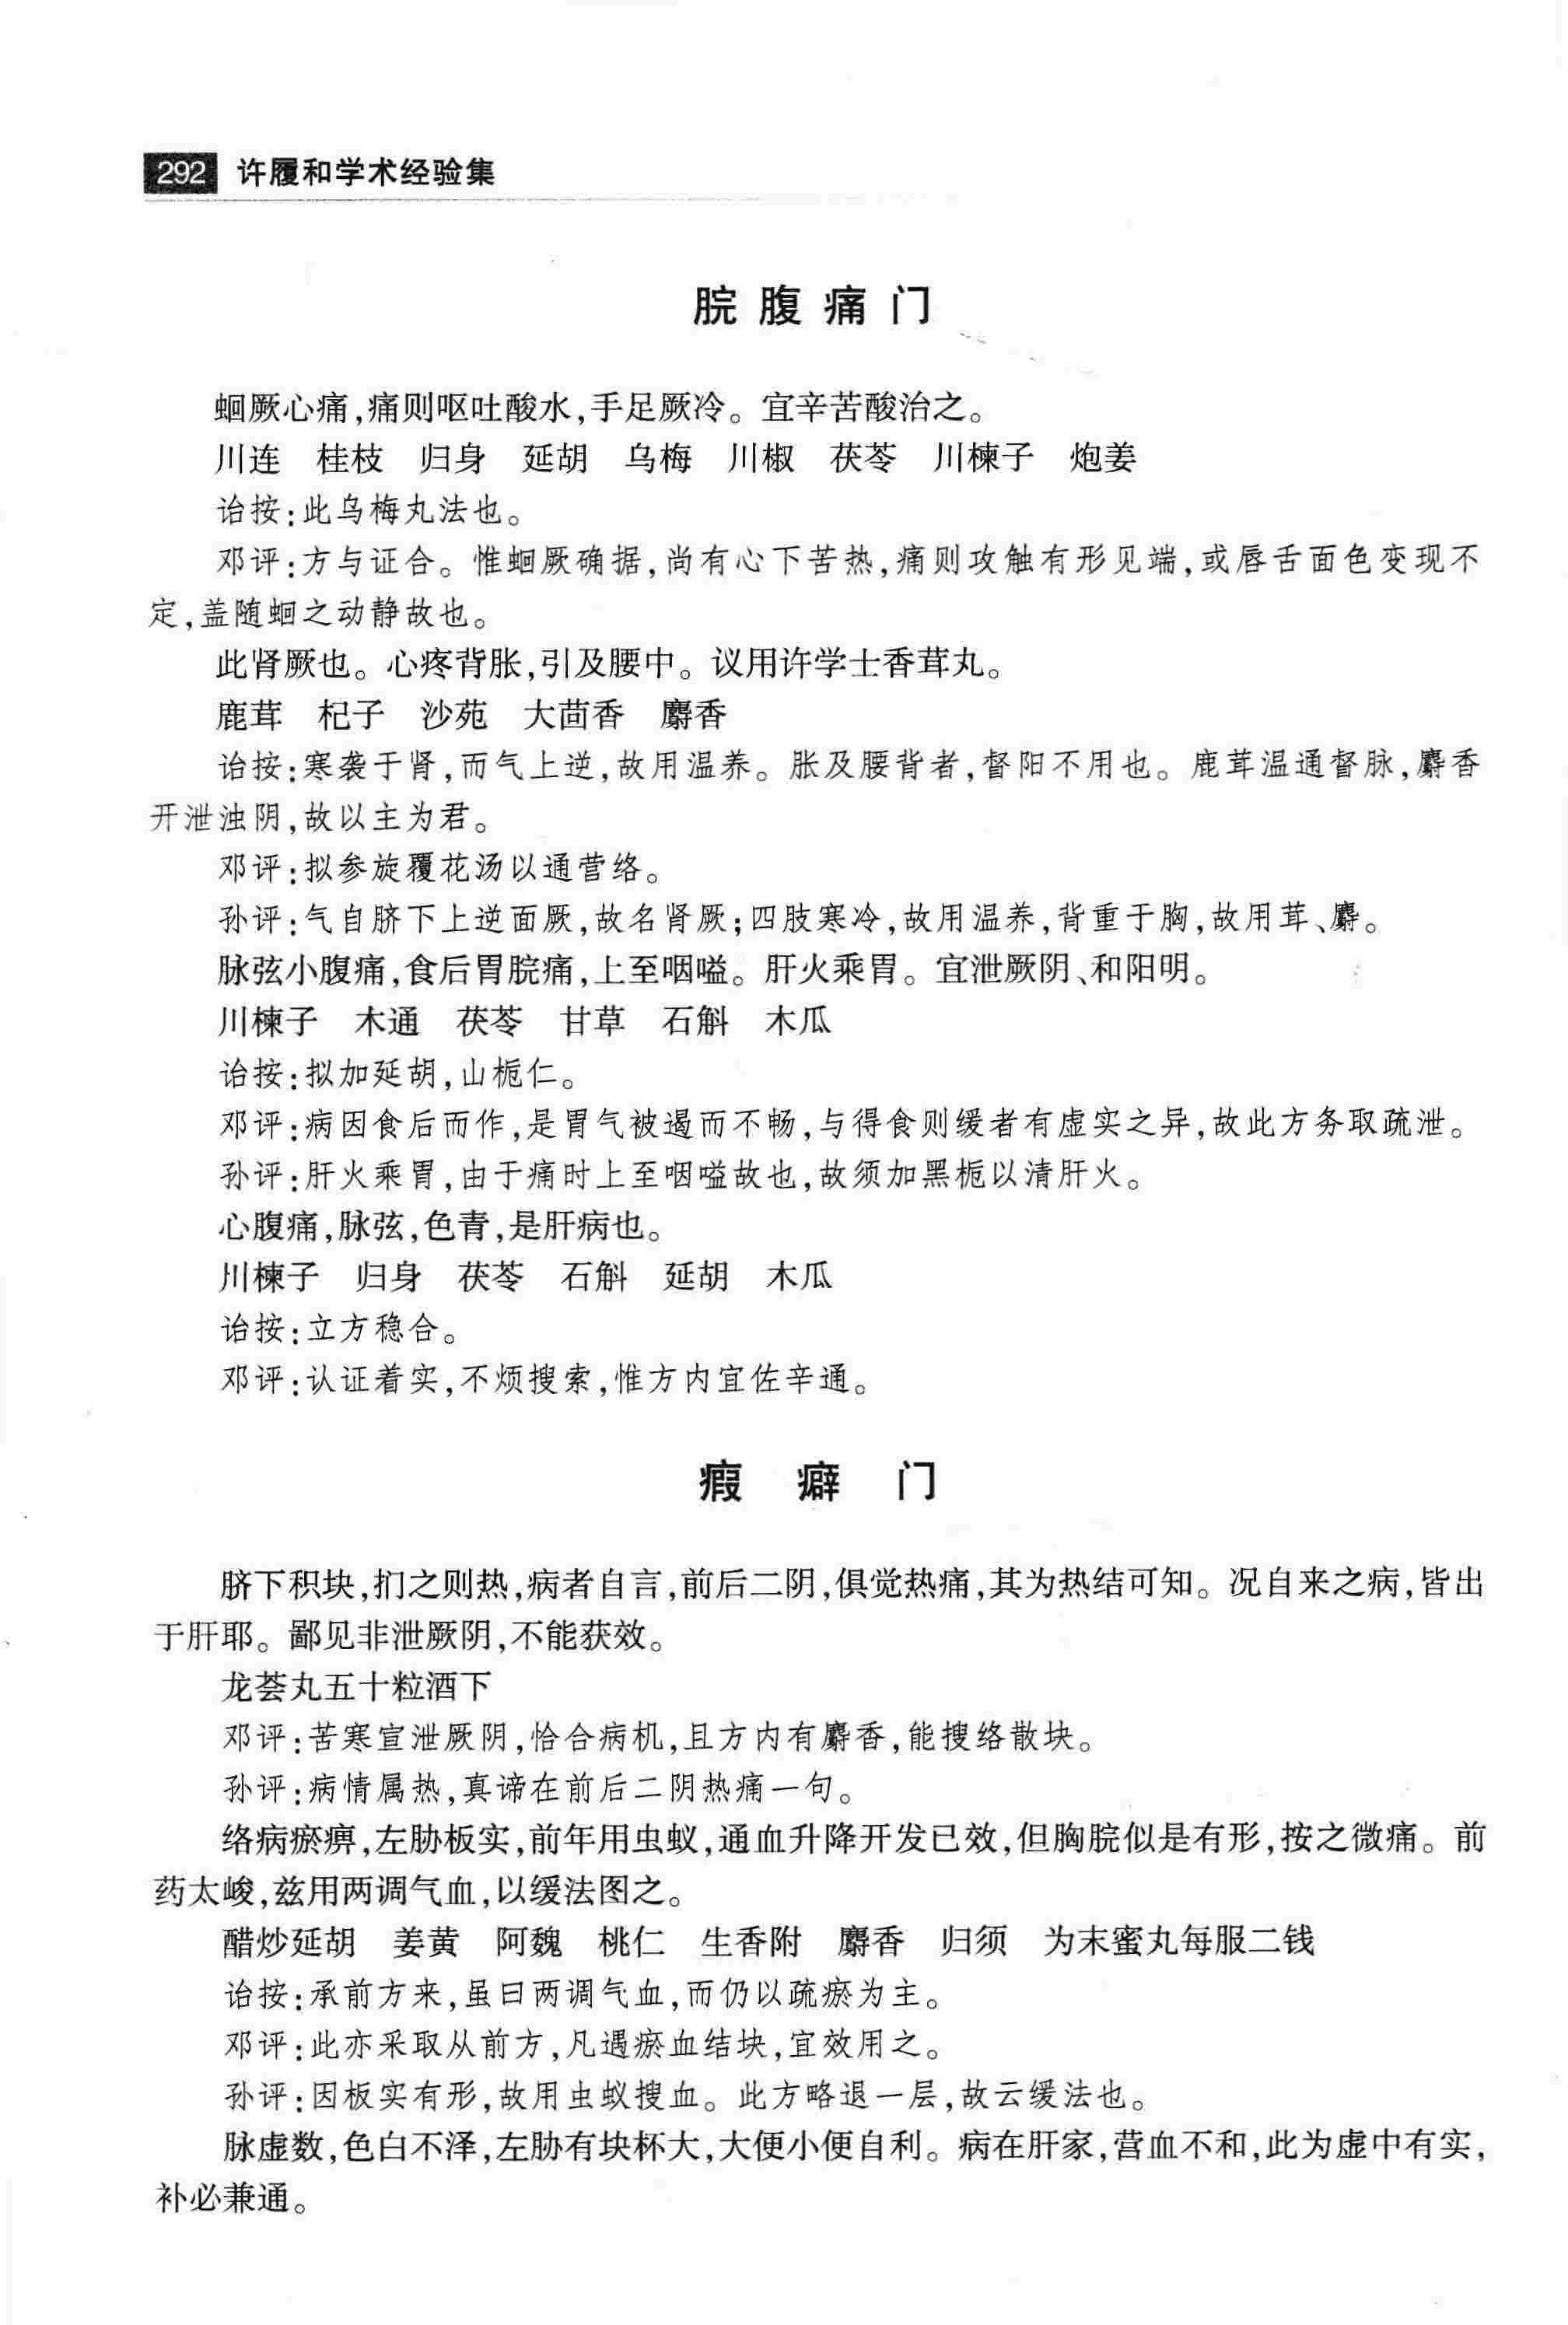 292 许履和学术经验集
脘腹痛门
蛔厥心痛,痛则呕吐酸水,手足厥冷。宜辛苦酸治之。
川连 桂枝 归身 延胡 乌梅 川椒 茯苓 川楝子 炮姜
诒按:此乌梅丸法也。
邓评:方与证合。惟蛔厥确据,尚有心下苦热,痛则攻触有形见端,或唇舌面色变现不
定,盖随蛔之动静故也。
此肾厥也。心疼背胀,引及腰中。议用许学士香茸丸。
鹿茸 杞子 沙苑 大茴香 麝香
诒按:寒袭于肾,而气上逆,故用温养。胀及腰背者,督阳不用也。鹿茸温通督脉,麝香
开泄浊阴,故以主为君。
邓评:拟参旋覆花汤以通营络。
孙评:气自脐下上逆面厥,故名肾厥;四肢寒冷,故用温养,背重于胸,故用茸、麝。
脉弦小腹痛,食后胃脘痛,上至咽嗌。肝火乘胃。宜泄厥阴、和阳明。
川楝子 木通 茯苓 甘草 石斛 木瓜
诒按:拟加延胡,山栀仁。
邓评:病因食后而作,是胃气被遏而不畅,与得食则缓者有虚实之异,故此方务取疏泄。
孙评:肝火乘胃,由于痛时上至咽嗌故也,故须加黑栀以清肝火。
心腹痛,脉弦,色青,是肝病也。
川楝子 归身 茯苓 石斛 延胡 木瓜
诒按:立方稳合。
邓评:认证着实,不烦搜索,惟方内宜佐辛通。
瘕癖门
脐下积块,扪之则热,病者自言,前后二阴,俱觉热痛,其为热结可知。况自来之病,皆出
于肝耶。鄙见非泄厥阴,不能获效。
龙荟丸五十粒酒下
邓评:苦寒宣泄厥阴,恰合病机,且方内有麝香,能搜络散块。
孙评:病情属热,真谛在前后二阴热痛一句。
络病瘀痹,左胁板实,前年用虫蚁,通血升降开发已效,但胸脘似是有形,按之微痛。前
药太峻,兹用两调气血,以缓法图之。
醋炒延胡 姜黄 阿魏 桃仁 生香附 麝香 归须 为末蜜丸每服二钱
诒按:承前方来,虽曰两调气血,而仍以疏瘀为主。
邓评:此亦采取从前方,凡遇瘀血结块,宜效用之。
孙评:因板实有形,故用虫蚁搜血。此方略退一层,故云缓法也。
脉虚数,色白不泽,左胁有块杯大,大便小便自利。病在肝家,营血不和,此为虚中有实,
补必兼通。